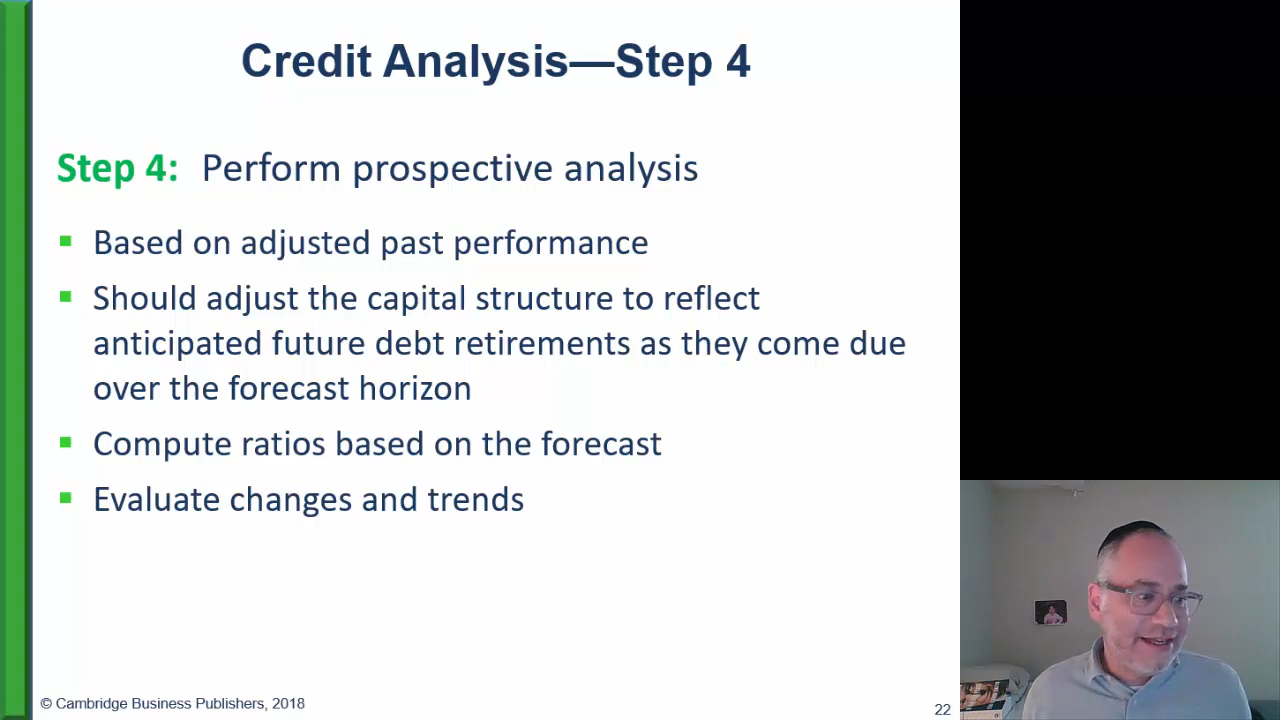 Credit Analysis—Step 4
Step 4: Perform prospective analysis
▪ Based on adjusted past performance
▪ Should adjust the capital structure to reflect
anticipated future debt retirements as they come due
over the forecast horizon
▪ Compute ratios based on the forecast
▪ Evaluate changes and trends
© Cambridge Business Publishers, 2018
22